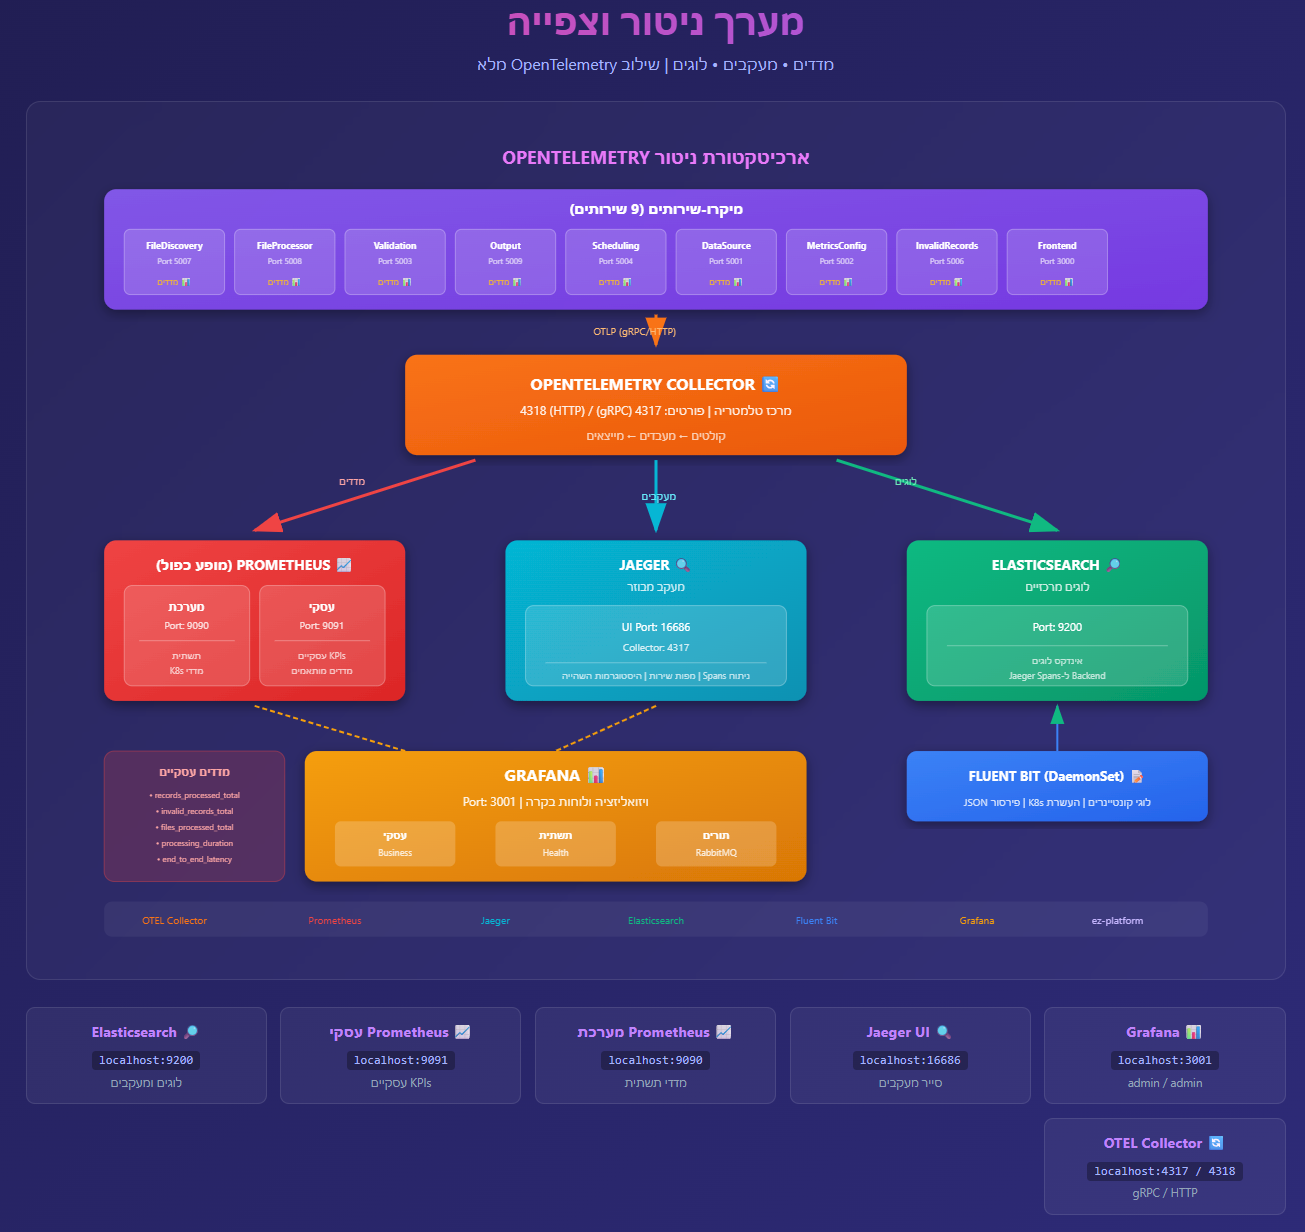 מערך ניטור וצפייה
מדדים • מעקבים • לוגים | שילוב OpenTelemetry מלא
ארכיטקטורת ניטור OPENTELEMETRY
מיקרו-שירותים (9 שירותים)
FileDiscovery
Port 5007
📊 מדדים
FileProcessor
Port 5008
📊 מדדים
Validation
Port 5003
📊 מדדים
Output
Port 5009
📊 מדדים
Scheduling
Port 5004
📊 מדדים
DataSource
Port 5001
📊 מדדים
MetricsConfig
Port 5002
📊 מדדים
InvalidRecords
Port 5006
📊 מדדים
Frontend
Port 3000
📊 מדדים
OTLP (gRPC/HTTP)
🔄 OPENTELEMETRY COLLECTOR
מרכז טלמטריה | פורטים: 4317 (gRPC) / 4318 (HTTP)
קולטים ← מעבדים ← מייצאים
מדדים
מעקבים
לוגים
📈 PROMETHEUS (מופע כפול)
מערכת
Port: 9090
תשתית
מדדי K8s
עסקי
Port: 9091
KPIs עסקיים
מדדים מותאמים
🔍 JAEGER
מעקב מבוזר
UI Port: 16686
Collector: 4317
ניתוח Spans | מפות שירות | היסטוגרמות השהייה
🔎 ELASTICSEARCH
לוגים מרכזיים
Port: 9200
אינדקס לוגים
Backend ל-Jaeger Spans
מדדים עסקיים
• records_processed_total
• invalid_records_total
• files_processed_total
• processing_duration
• end_to_end_latency
📊 GRAFANA
ויזואליזציה ולוחות בקרה | Port: 3001
עסקי
Business
תשתית
Health
תורים
RabbitMQ
📝 FLUENT BIT (DaemonSet)
לוגי קונטיינרים | העשרת K8s | פירסור JSON
OTEL Collector
Prometheus
Jaeger
Elasticsearch
Fluent Bit
Grafana
ez-platform
📊 Grafana
localhost:3001
admin / admin
🔍 Jaeger UI
localhost:16686
סייר מעקבים
📈 Prometheus מערכת
localhost:9090
מדדי תשתית
📈 Prometheus עסקי
localhost:9091
KPIs עסקיים
🔎 Elasticsearch
localhost:9200
לוגים ומעקבים
🔄 OTEL Collector
localhost:4317 / 4318
gRPC / HTTP